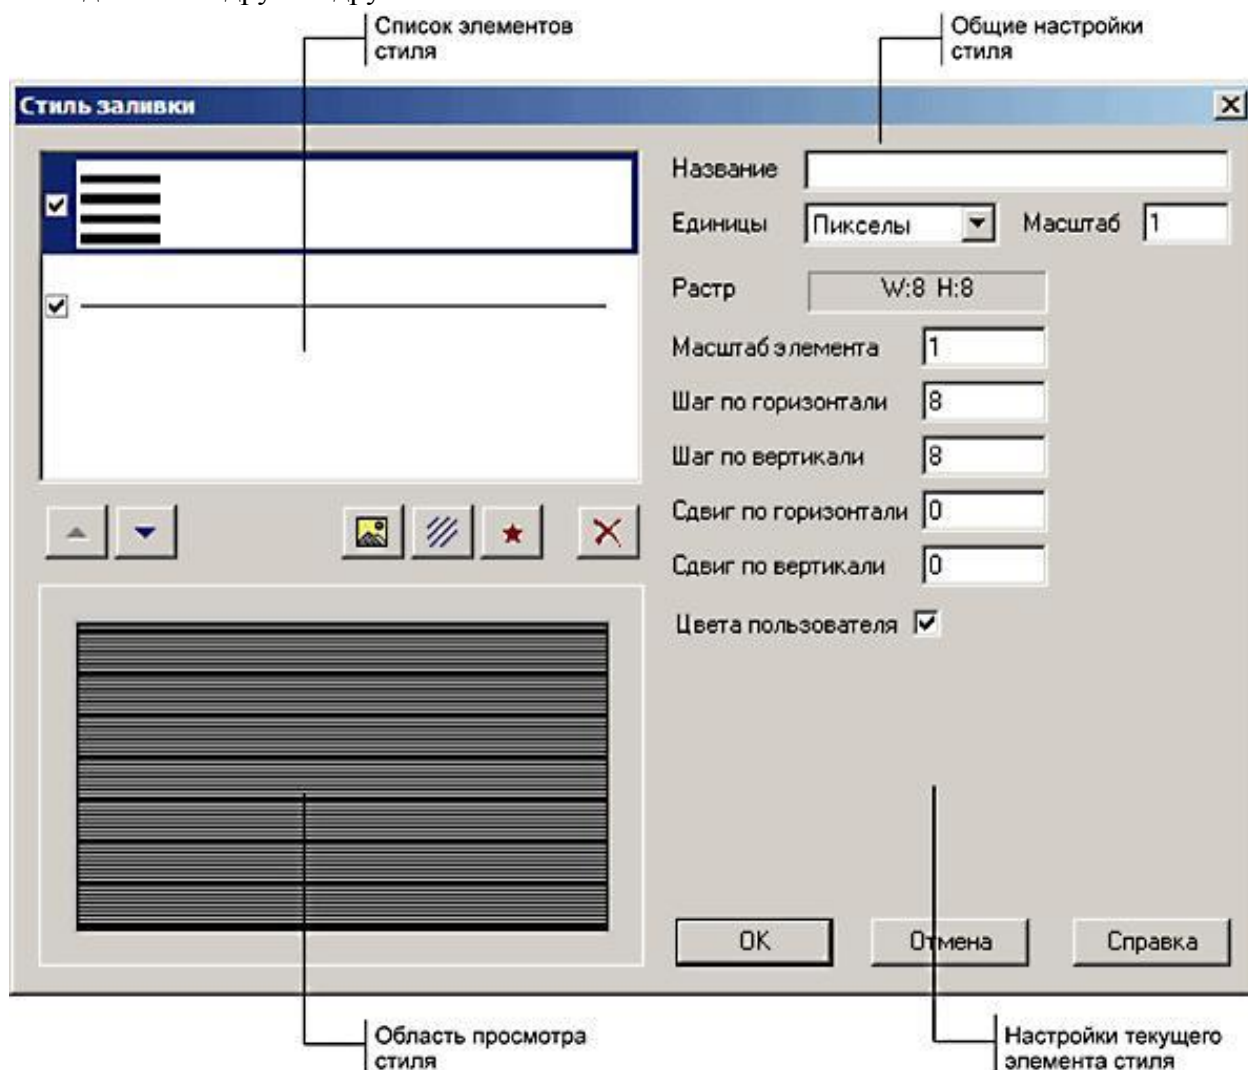 Список элементов
стиля
Общие настройки
стиля
Стиль заливки
Название
Единицы Пикселы Масштаб 1
Растр W:8 H:8
Масштаб элемента 1
Шаг по горизонтали 8
Шаг по вертикали 8
Сдвиг по горизонтали 0
Сдвиг по вертикали 0
Цвета пользователя
OK Отмена Справка
Область просмотра
стиля
Настройки текущего
элемента стиля